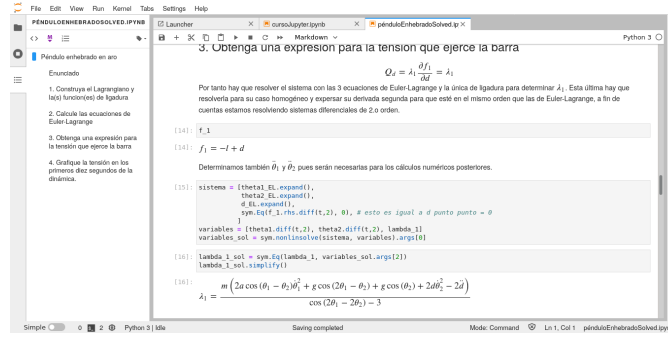 File Edit View Run Kernel Tabs Settings Help
PÉNDULOENHEBRADOSOLVED.IPYNB
Péndulo enhebrado en aro
Enunciado
1. Construya el Lagrangiano y
la(s) funcion(es) de ligadura
2. Calcule las ecuaciones de
Euler-Lagrange
3. Obtenga una expresión para
la tensión que ejerce la barra
4. Grafique la tensión en los
primeros diez segundos de la
dinámica.
Launcher
cursoJupyter.ipynb
pénduloEnhebradoSolved.ip
Markdown
Python 3
3. Obtenga una expresión para la tensión que ejerce la barra
Q_d = λ_1 ∂f_1/∂d = λ_1
Por tanto hay que resolver el sistema con las 3 ecuaciones de Euler-Lagrange y la única de ligadura para determinar λ_1. Esta última hay que
resolverla para su caso homogéneo y expersar su derivada segunda para que esté en el mismo orden que las de Euler-Lagrange, a fin de
cuentas estamos resolviendo sistemas diferenciales de 2.o orden.
[14]: f_1
[14]: f_1 = −l + d
Determinamos también θ̈_1 y θ̈_2 pues serán necesarias para los cálculos numéricos posteriores.
[15]: sistema = [theta1_EL.expand(),
theta2_EL.expand(),
d_EL.expand(),
sym.Eq(f_1.rhs.diff(t,2), 0), # esto es igual a d punto punto = 0
]
variables = [theta1.diff(t,2), theta2.diff(t,2), lambda_1]
variables_sol = sym.nonlinsolve(sistema, variables).args[0]
[16]: lambda_1_sol = sym.Eq(lambda_1, variables_sol.args[2])
lambda_1_sol.simplify()
[16]: λ_1 = m (2a cos (θ_1 − θ_2)θ̇_1^2 + g cos (2θ_1 − θ_2) + g cos (θ_2) + 2dθ̇_2^2 − 2d̈) / (cos (2θ_1 − 2θ_2) − 3)
Simple 0 2 Python 3 | Idle Saving completed Mode: Command Ln 1, Col 1 pénduloEnhebradoSolved.ipy